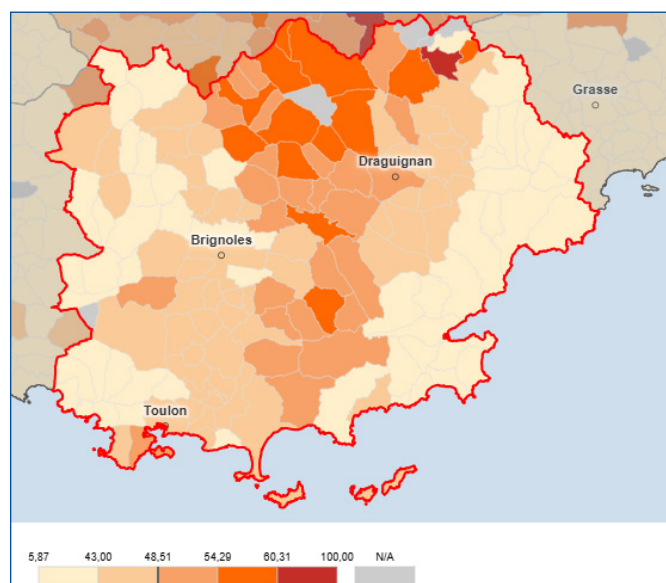 Grasse
Draguignan
Brignoles
Toulon
5,87 43,00 48,51 54,29 60,31 100,00 N/A